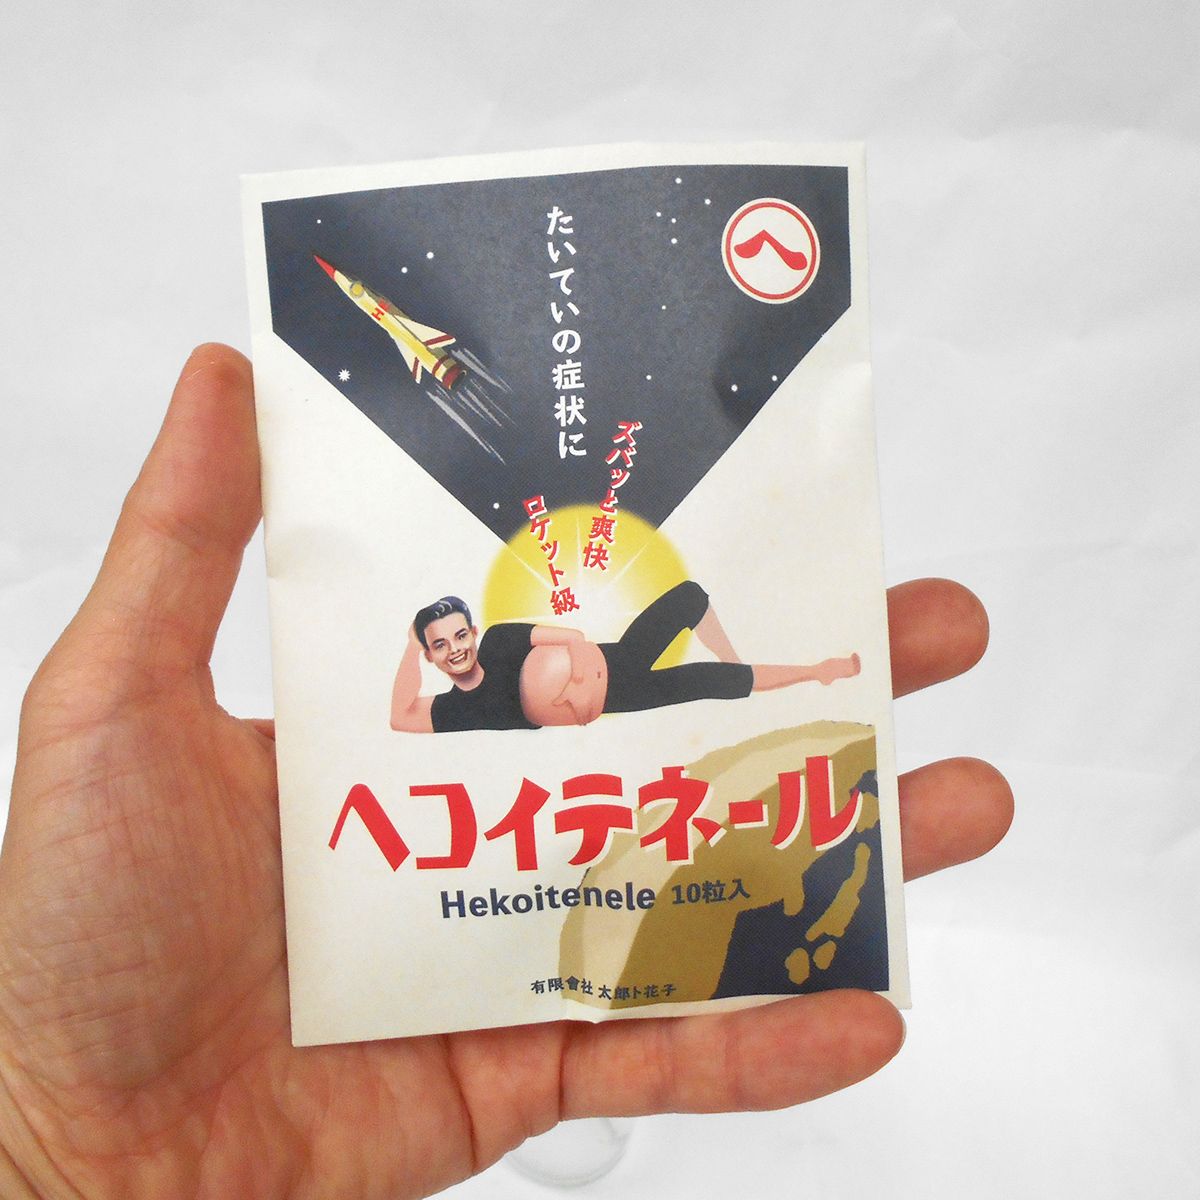 ヘ
たいていの症状に
ズバッと爽快
ロケット級
H
ヘコイテネール
Hekoitenele 10粒入
有限會社 太郎ト花子